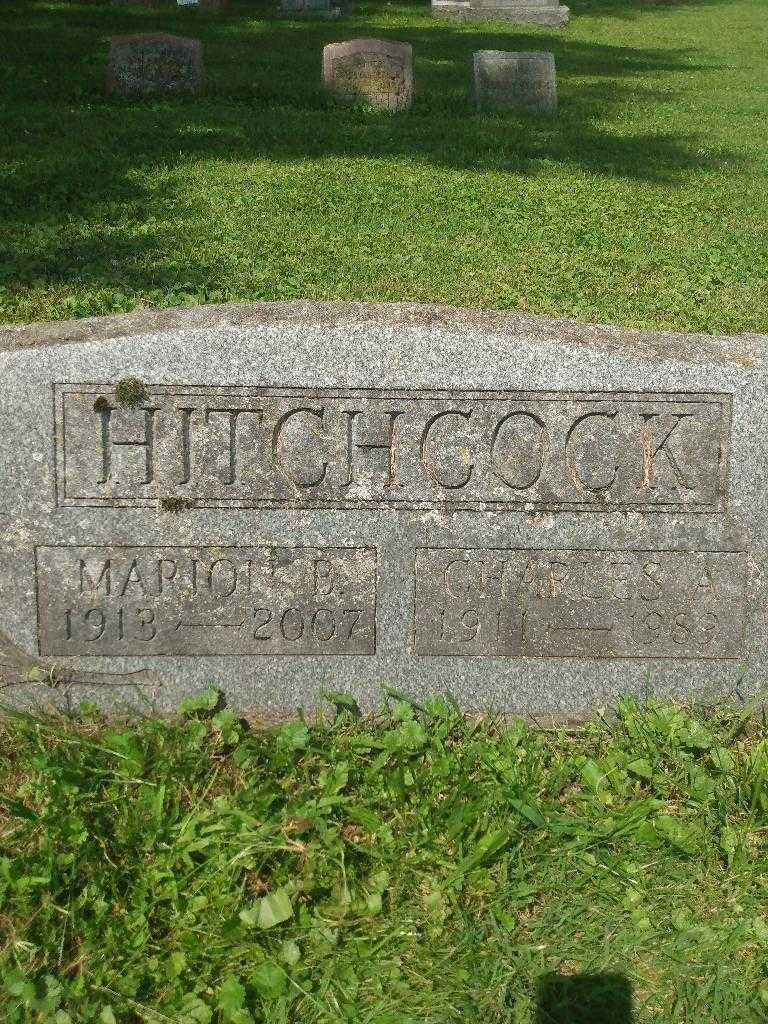 HITCHCOCK
MARION B.
1913 — 2007
CHARLES A
1911 — 1989